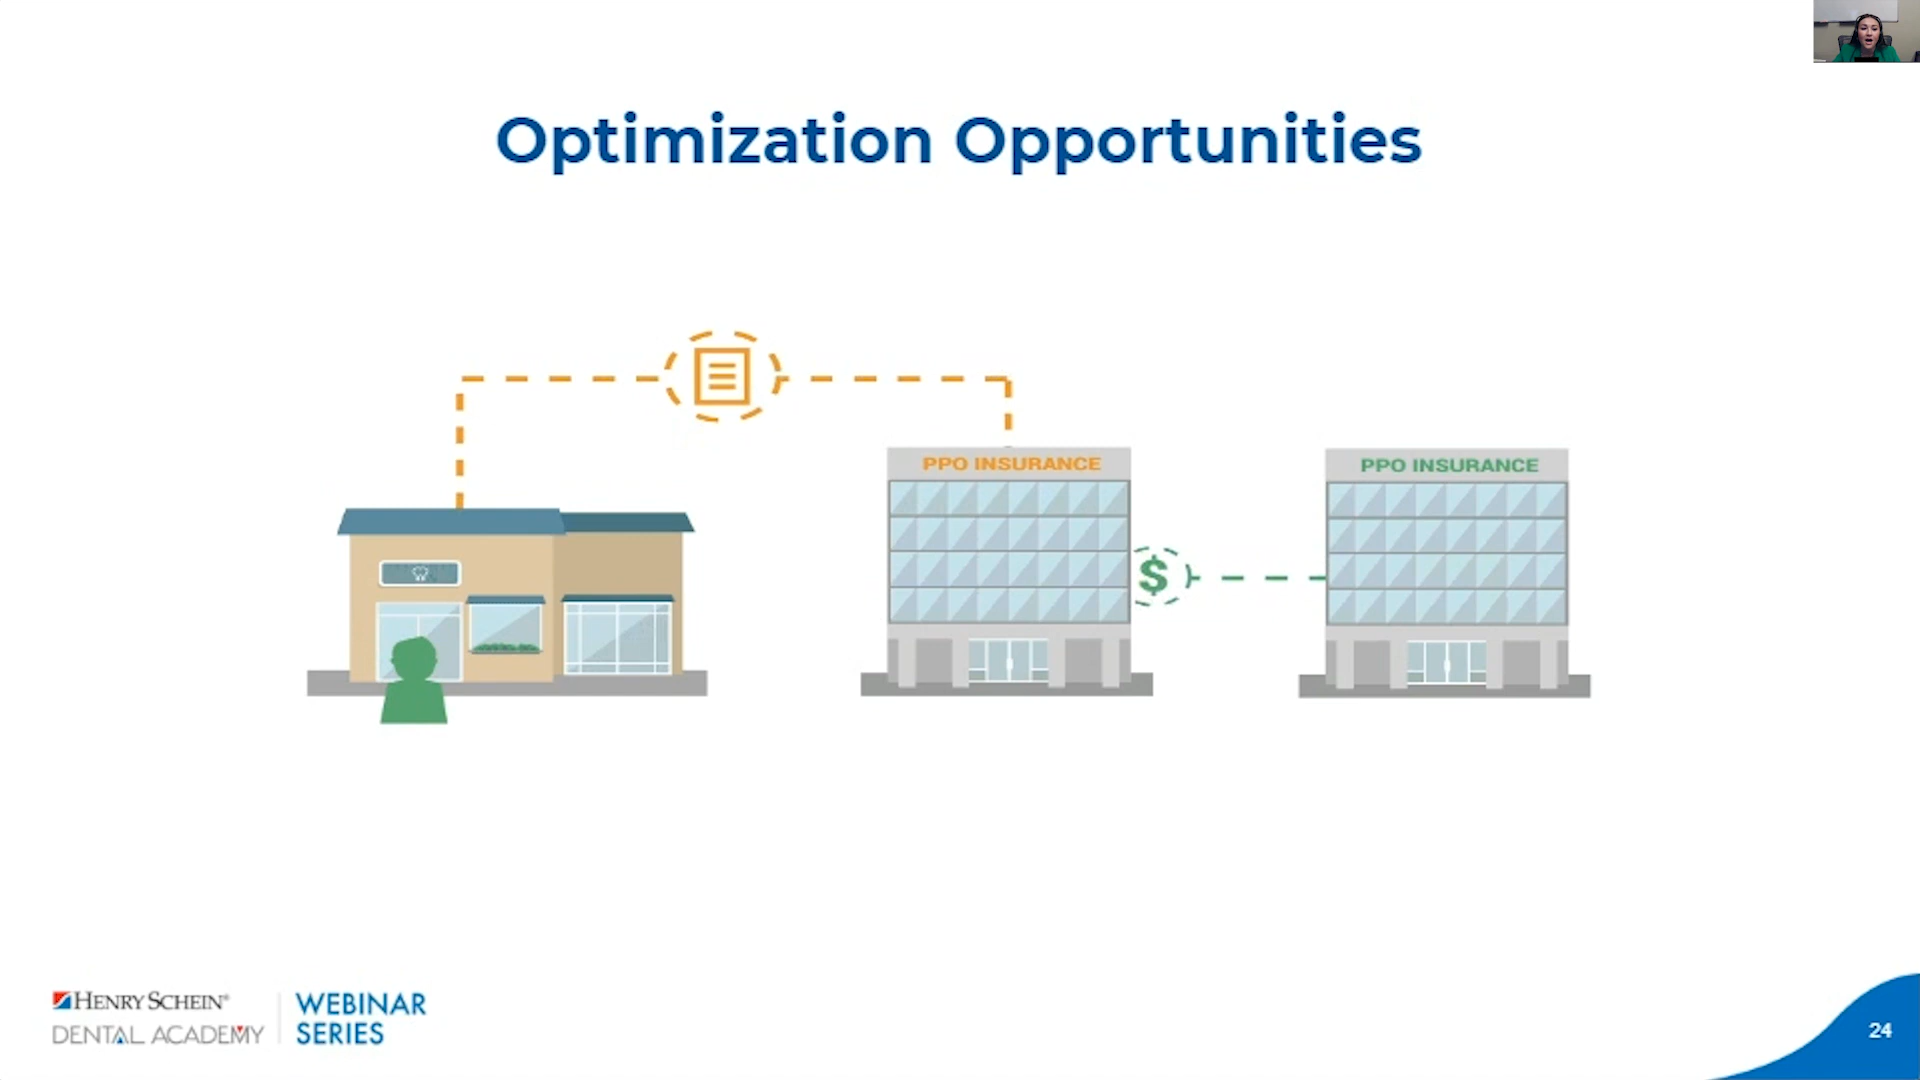 Optimization Opportunities
PPO INSURANCE
PPO INSURANCE
$
HENRY SCHEIN®
DENTAL ACADEMY
WEBINAR
SERIES
24